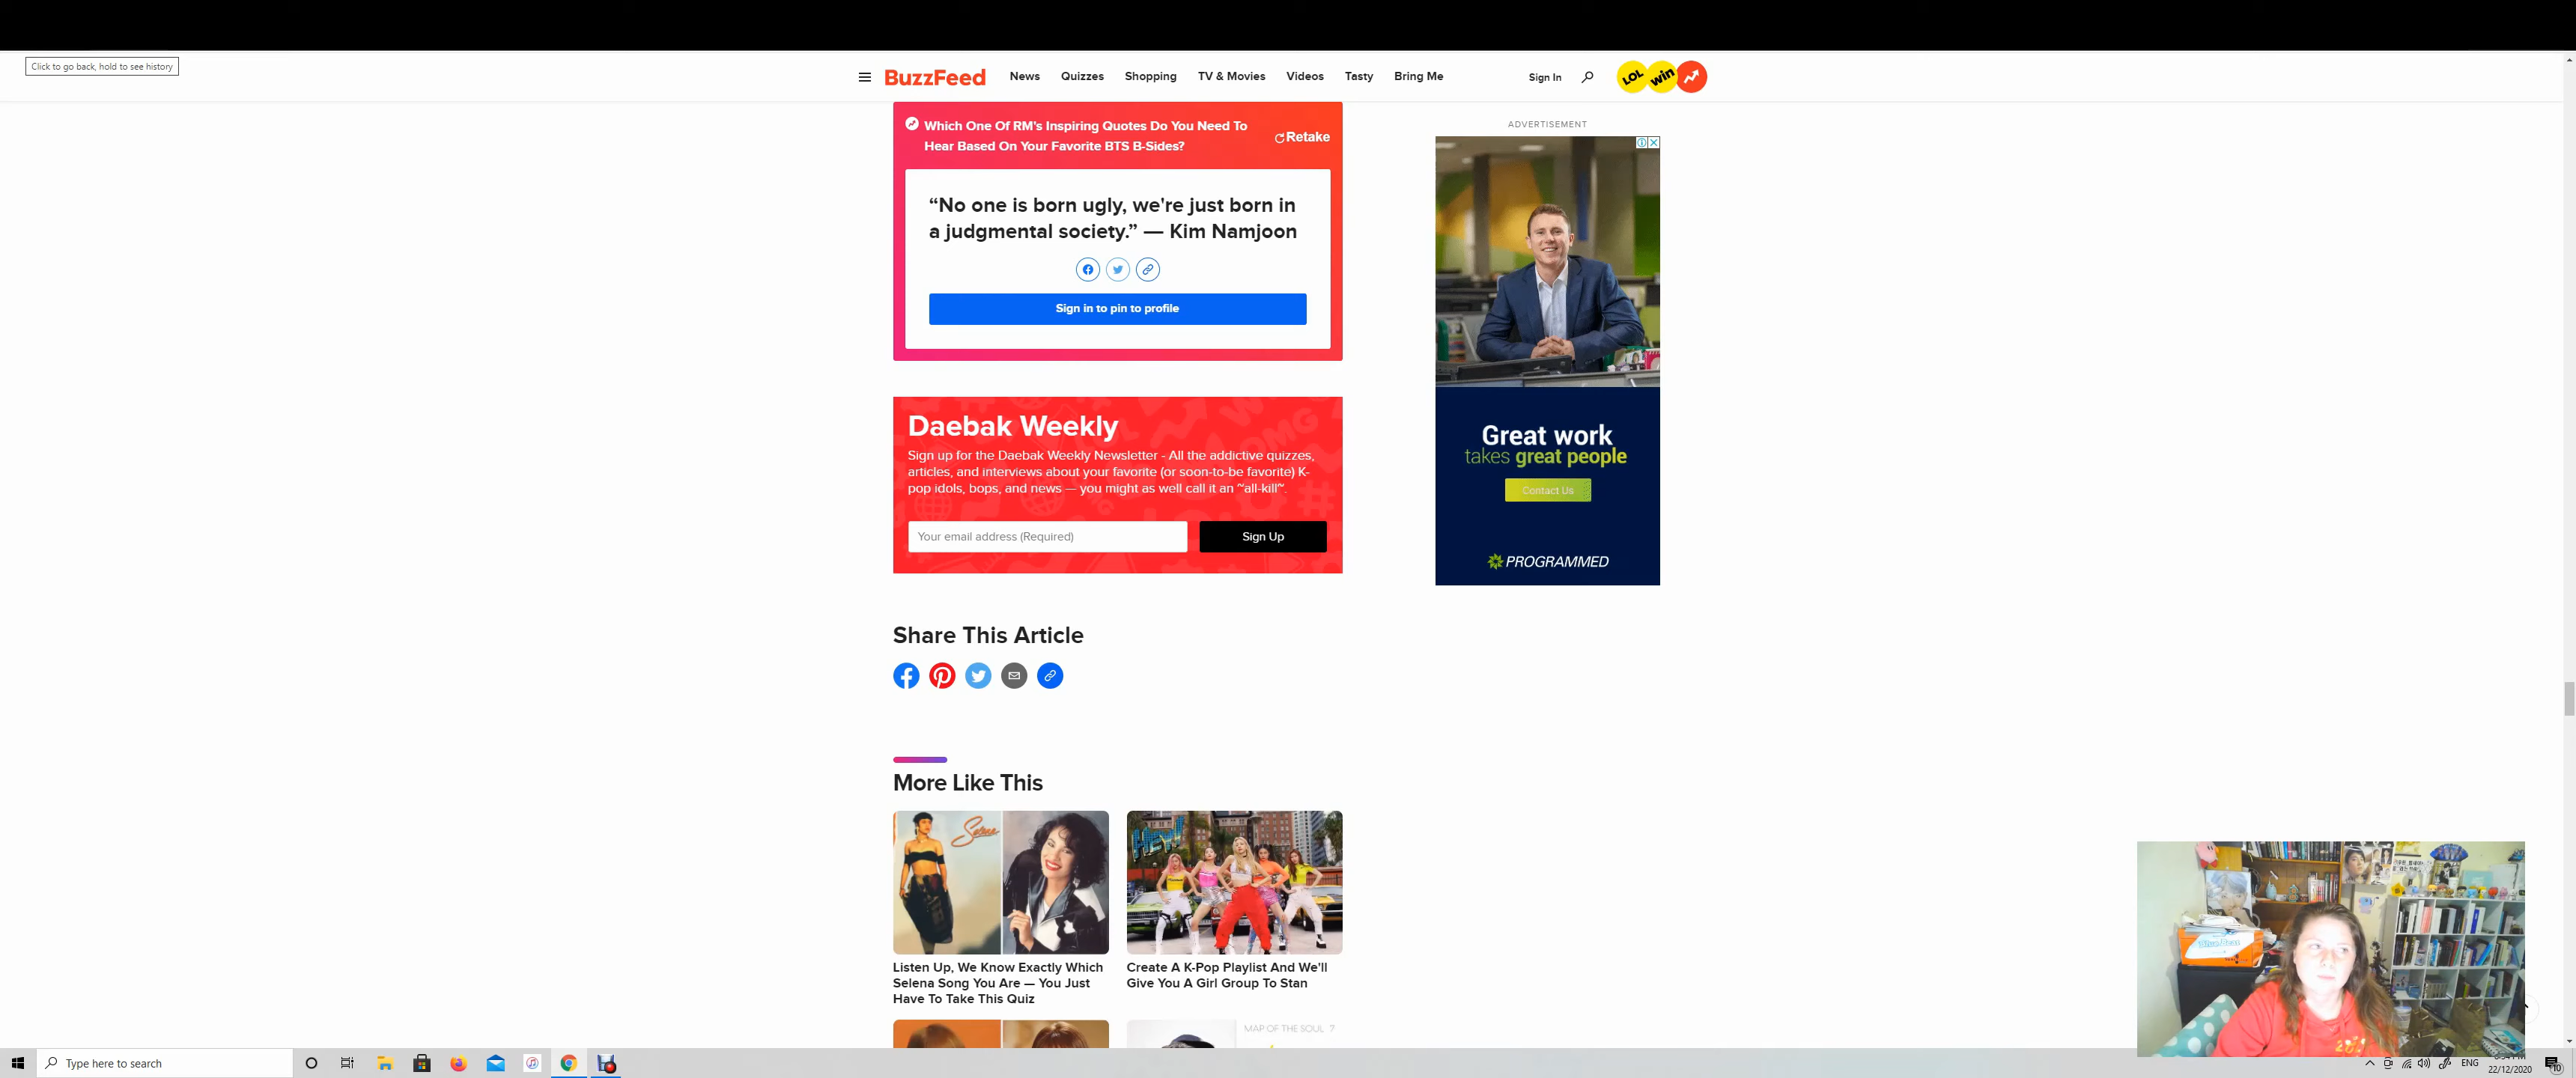 Click to go back, hold to see history
BuzzFeed
News
Quizzes
Shopping
TV & Movies
Videos
Tasty
Bring Me
Sign In
LOL
win
Which One Of RM's Inspiring Quotes Do You Need To
Hear Based On Your Favorite BTS B-Sides?
Retake
“No one is born ugly, we're just born in
a judgmental society.” — Kim Namjoon
Sign in to pin to profile
ADVERTISEMENT
Great work
takes great people
Contact Us
PROGRAMMED
Daebak Weekly
Sign up for the Daebak Weekly Newsletter - All the addictive quizzes,
articles, and interviews about your favorite (or soon-to-be favorite) K-
pop idols, bops, and news — you might as well call it an ~all-kill~.
Your email address (Required)
Sign Up
Share This Article
More Like This
Selena
Hey!
Listen Up, We Know Exactly Which
Selena Song You Are — You Just
Have To Take This Quiz
Create A K-Pop Playlist And We'll
Give You A Girl Group To Stan
MAP OF THE SOUL 7
Type here to search
ENG
22/12/2020
10